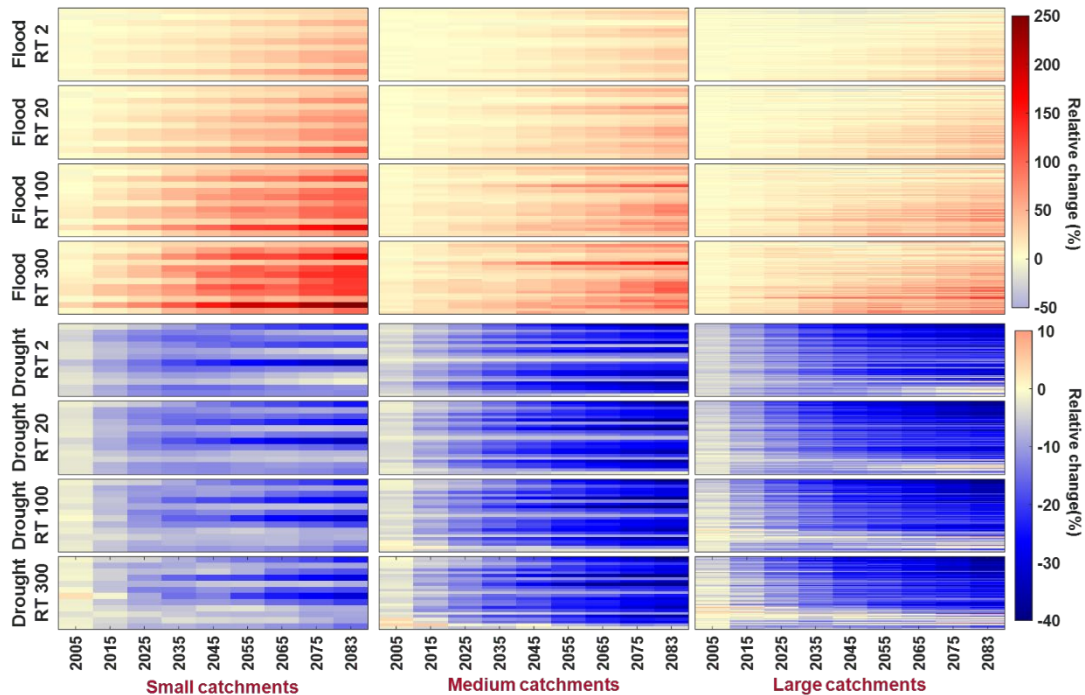 Flood
RT 2
Flood
RT 20
Flood
RT 100
Flood
RT 300
Drought
RT 2
Drought
RT 20
Drought
RT 100
Drought
RT 300
250
200
150
100
50
0
-50
Relative change (%)
10
0
-10
-20
-30
-40
Relative change(%)
2005 2015 2025 2035 2045 2055 2065 2075 2083
2005 2015 2025 2035 2045 2055 2065 2075 2083
2005 2015 2025 2035 2045 2055 2065 2075 2083
Small catchments
Medium catchments
Large catchments